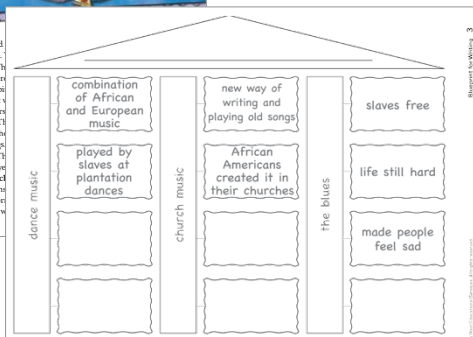 Blueprint for Writing 3
dance music
combination
of African
and European
music
played by
slaves at
plantation
dances
church music
new way of
writing and
playing old songs
African
Americans
created it in
their churches
the blues
slaves free
life still hard
made people
feel sad